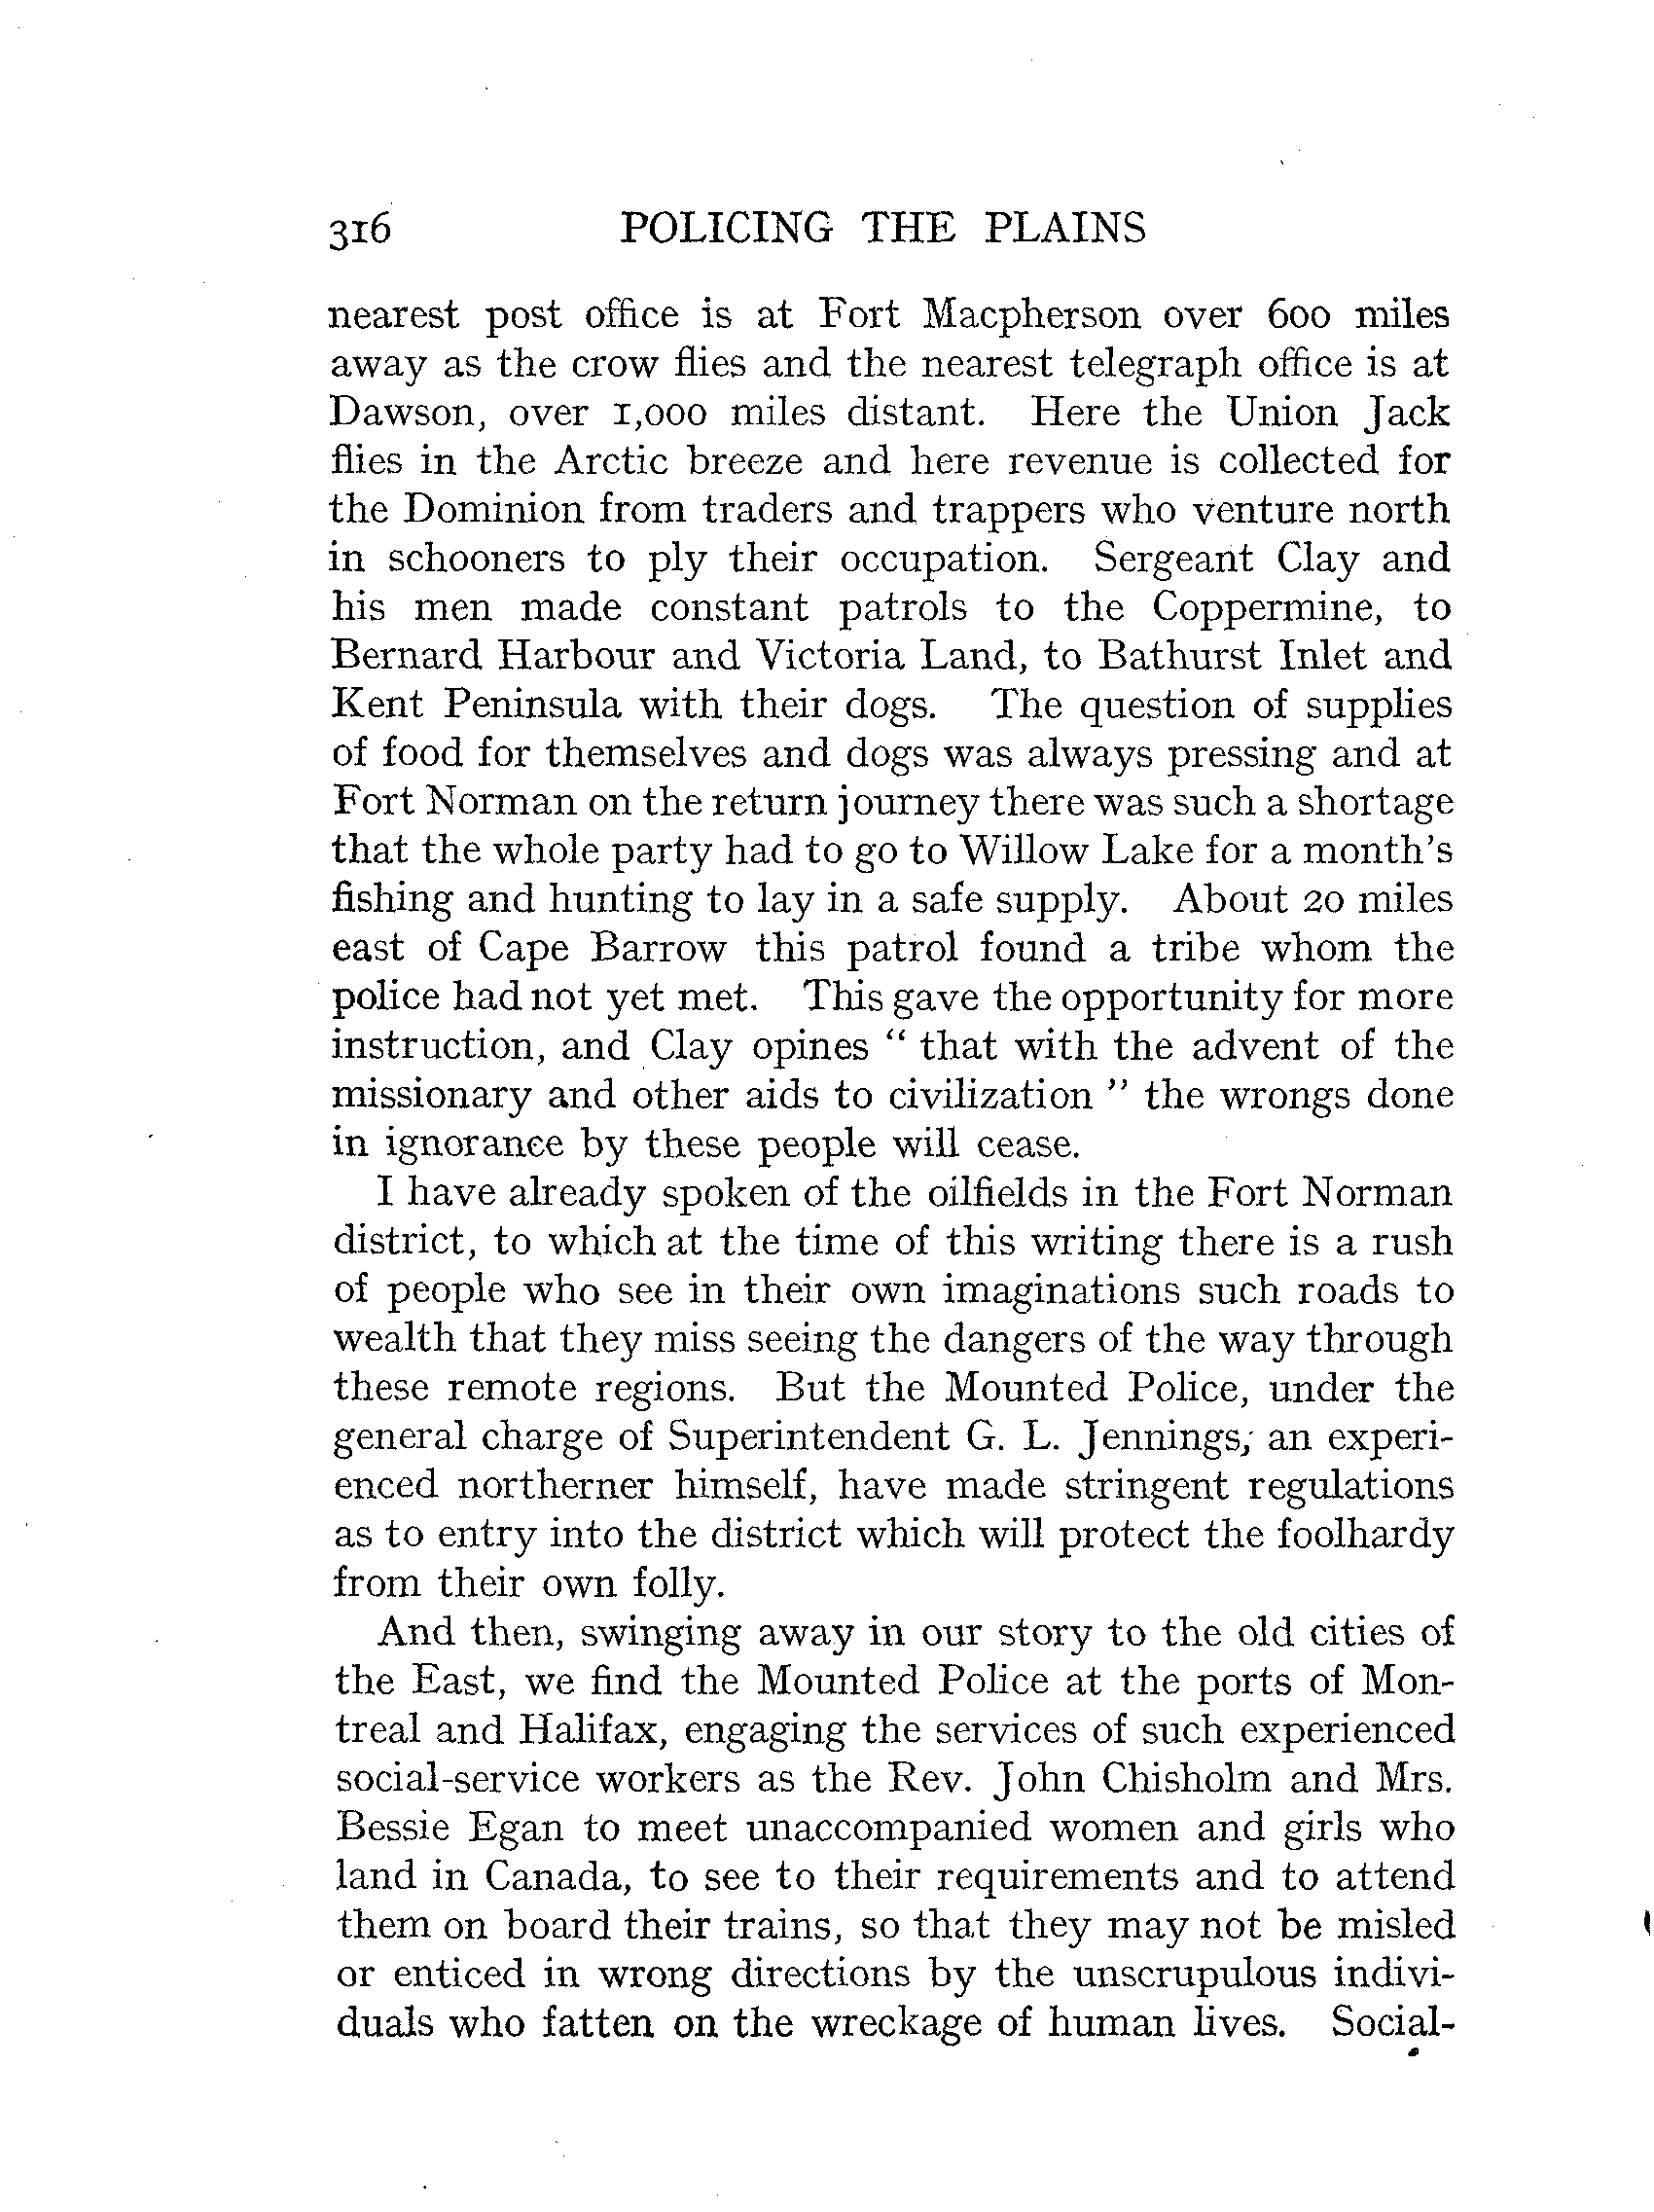 316 POLICING THE PLAINS
nearest post office is at Fort Macpherson over 600 miles
away as the crow flies and the nearest telegraph office is at
Dawson, over 1,000 miles distant. Here the Union Jack
flies in the Arctic breeze and here revenue is collected for
the Dominion from traders and trappers who venture north
in schooners to ply their occupation. Sergeant Clay and
his men made constant patrols to the Coppermine, to
Bernard Harbour and Victoria Land, to Bathurst Inlet and
Kent Peninsula with their dogs. The question of supplies
of food for themselves and dogs was always pressing and at
Fort Norman on the return journey there was such a shortage
that the whole party had to go to Willow Lake for a month's
fishing and hunting to lay in a safe supply. About 20 miles
east of Cape Barrow this patrol found a tribe whom the
police had not yet met. This gave the opportunity for more
instruction, and Clay opines “ that with the advent of the
missionary and other aids to civilization ” the wrongs done
in ignorance by these people will cease.
I have already spoken of the oilfields in the Fort Norman
district, to which at the time of this writing there is a rush
of people who see in their own imaginations such roads to
wealth that they miss seeing the dangers of the way through
these remote regions. But the Mounted Police, under the
general charge of Superintendent G. L. Jennings, an experi-
enced northerner himself, have made stringent regulations
as to entry into the district which will protect the foolhardy
from their own folly.
And then, swinging away in our story to the old cities of
the East, we find the Mounted Police at the ports of Mon-
treal and Halifax, engaging the services of such experienced
social-service workers as the Rev. John Chisholm and Mrs.
Bessie Egan to meet unaccompanied women and girls who
land in Canada, to see to their requirements and to attend
them on board their trains, so that they may not be misled
or enticed in wrong directions by the unscrupulous indivi-
duals who fatten on the wreckage of human lives. Social-